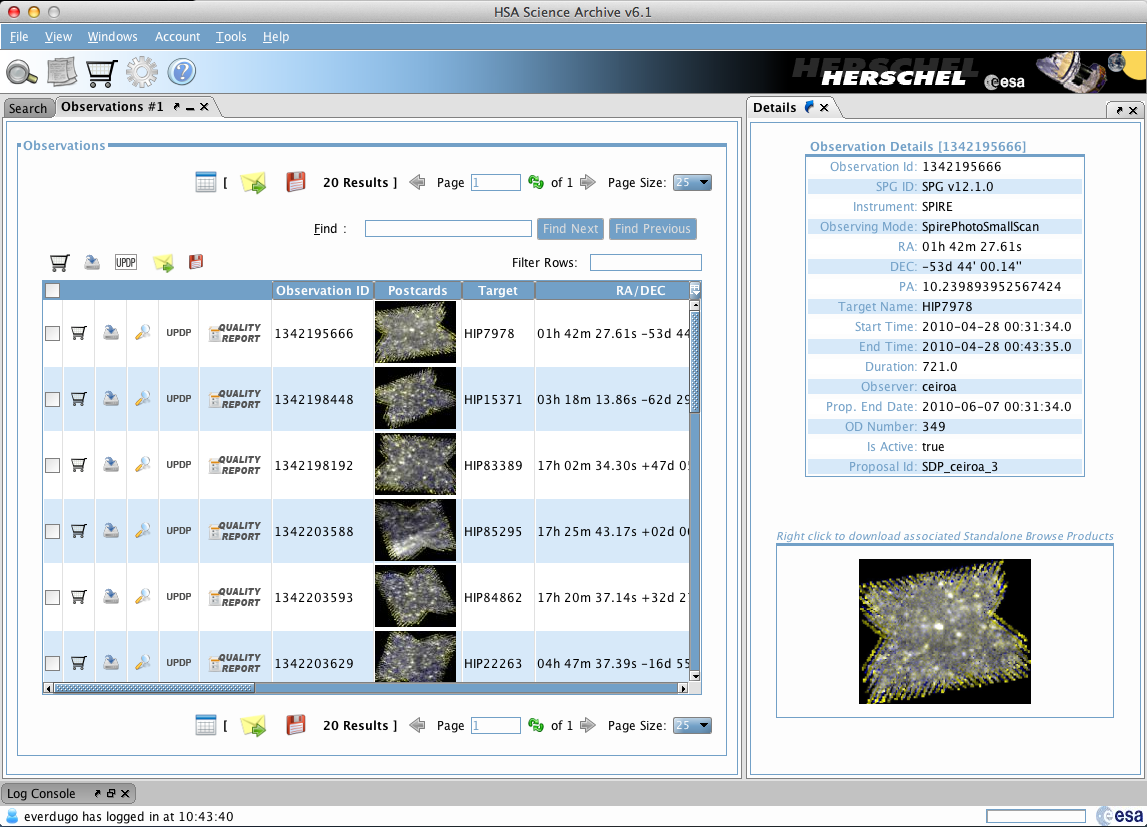 HSA Science Archive v6.1
File View Windows Account Tools Help
HERSCHEL
HERSCHEL esa
Search Observations #1
Observations
[ 20 Results ] Page 1 of 1 Page Size: 25
Find : Find Next Find Previous
UPDP Filter Rows:
Observation ID Postcards Target RA/DEC
UPDP QUALITY REPORT 1342195666 HIP7978 01h 42m 27.61s -53d 44
UPDP QUALITY REPORT 1342198448 HIP15371 03h 18m 13.86s -62d 29
UPDP QUALITY REPORT 1342198192 HIP83389 17h 02m 34.30s +47d 0
UPDP QUALITY REPORT 1342203588 HIP85295 17h 25m 43.17s +02d 0
UPDP QUALITY REPORT 1342203593 HIP84862 17h 20m 37.14s +32d 2
UPDP QUALITY REPORT 1342203629 HIP22263 04h 47m 37.39s -16d 55
[ 20 Results ] Page 1 of 1 Page Size: 25
Details
Observation Details [1342195666]
Observation Id: 1342195666
SPG ID: SPG v12.1.0
Instrument: SPIRE
Observing Mode: SpirePhotoSmallScan
RA: 01h 42m 27.61s
DEC: -53d 44' 00.14''
PA: 10.239893952567424
Target Name: HIP7978
Start Time: 2010-04-28 00:31:34.0
End Time: 2010-04-28 00:43:35.0
Duration: 721.0
Observer: ceiroa
Prop. End Date: 2010-06-07 00:31:34.0
OD Number: 349
Is Active: true
Proposal Id: SDP_ceiroa_3
Right click to download associated Standalone Browse Products
Log Console
everdugo has logged in at 10:43:40
esa